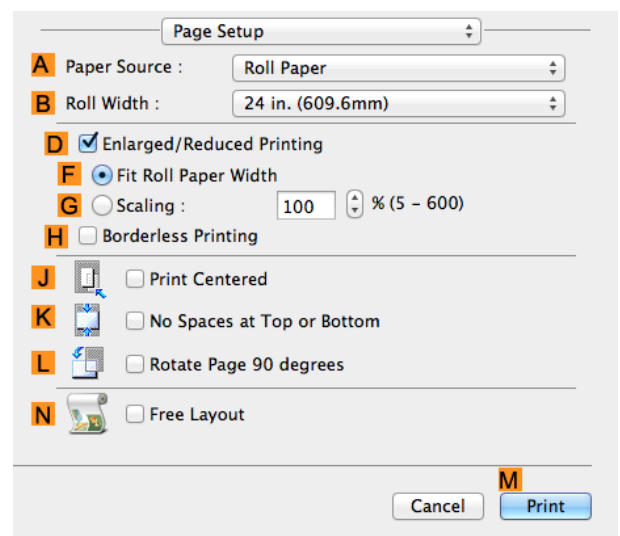 Page Setup
A Paper Source : Roll Paper
B Roll Width : 24 in. (609.6mm)
D Enlarged/Reduced Printing
F Fit Roll Paper Width
G Scaling : 100 % (5 - 600)
H Borderless Printing
J Print Centered
K No Spaces at Top or Bottom
L Rotate Page 90 degrees
N Free Layout
M
Cancel Print